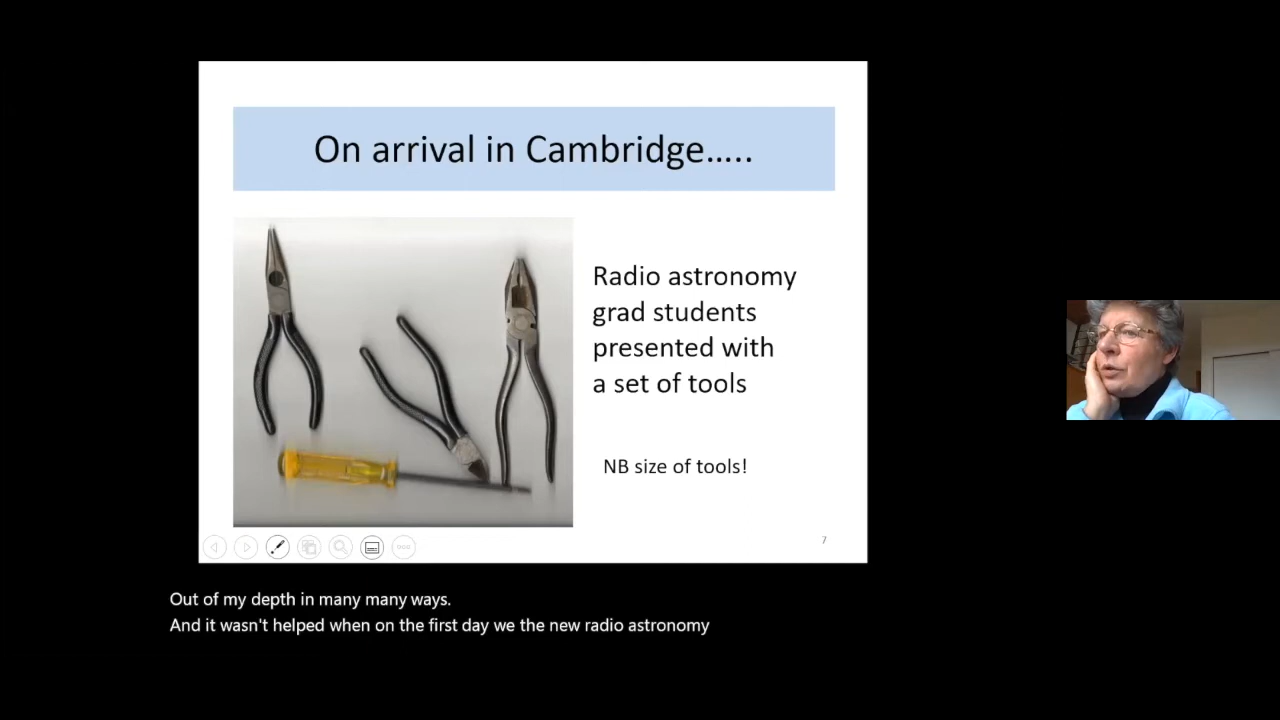 On arrival in Cambridge.....
Radio astronomy
grad students
presented with
a set of tools
NB size of tools!
7
Out of my depth in many many ways.
And it wasn't helped when on the first day we the new radio astronomy